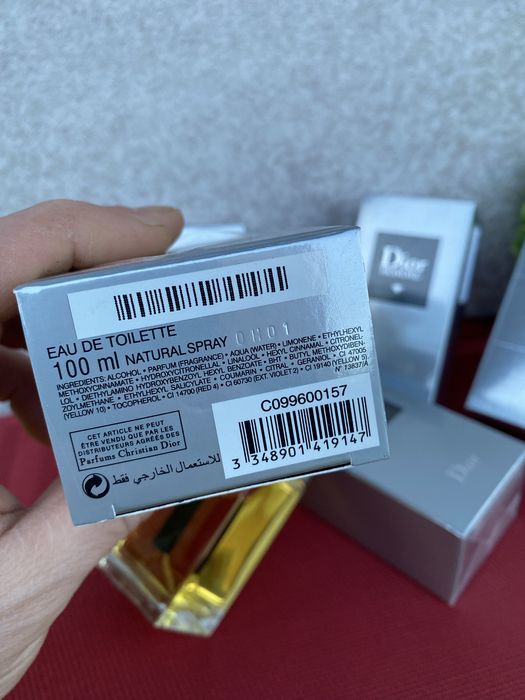 EAU DE TOILETTE
100 ml NATURAL SPRAY
INGREDIENTS: ALCOHOL • PARFUM (FRAGRANCE) • AQUA (WATER) • LIMONENE • ETHYLHEXYL
METHOXYCINNAMATE • HYDROXYCITRONELLAL • LINALOOL • HEXYL CINNAMAL • CITRONEL-
LOL • DIETHYLAMINO HYDROXYBENZOYL HEXYL BENZOATE • BHT • BUTYL METHOXYDIBEN-
ZOYLMETHANE • ETHYLHEXYL SALICYLATE • COUMARIN • CITRAL • GERANIOL • CI 47005
(YELLOW 10) • TOCOPHEROL • CI 14700 (RED 4) • CI 60730 (EXT. VIOLET 2) • CI 19140 (YELLOW 5).
N° 13837/A
CET ARTICLE NE PEUT
ÊTRE VENDU QUE PAR LES
DISTRIBUTEURS AGRÉÉS DES
Parfums Christian Dior
للاستعمال الخارجي فقط
C099600157
3 348901 419147
Dior
Dior